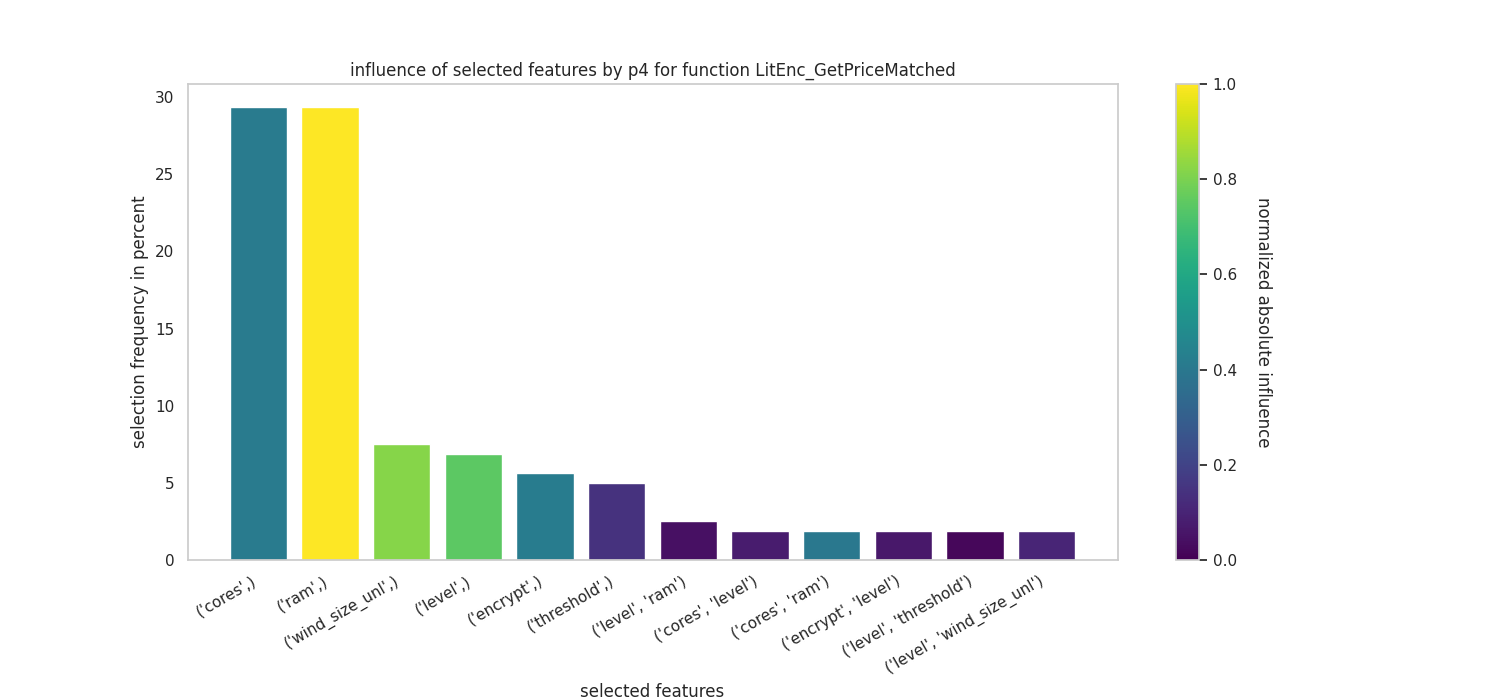 influence of selected features by p4 for function LitEnc_GetPriceMatched
selection frequency in percent
30
25
20
15
10
5
0
('cores',)
('ram',)
('wind_size_unl',)
('level',)
('encrypt',)
('threshold',)
('level', 'ram')
('cores', 'level')
('cores', 'ram')
('encrypt', 'level')
('level', 'threshold')
('level', 'wind_size_unl')
selected features
1.0
0.8
0.6
0.4
0.2
0.0
normalized absolute influence